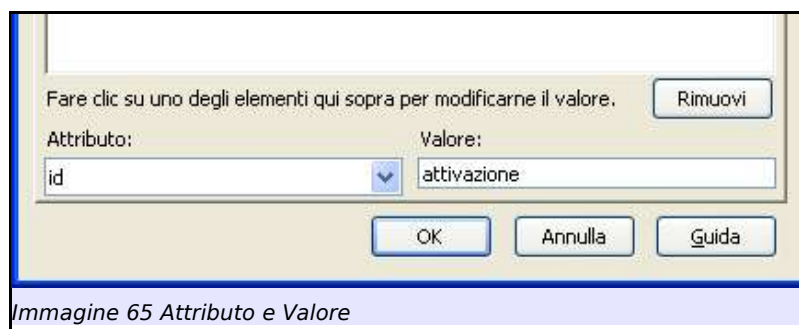 Fare clic su uno degli elementi qui sopra per modificarne il valore. Rimuovi
Attributo: Valore:
id attivazione
OK Annulla Guida
Immagine 65 Attributo e Valore